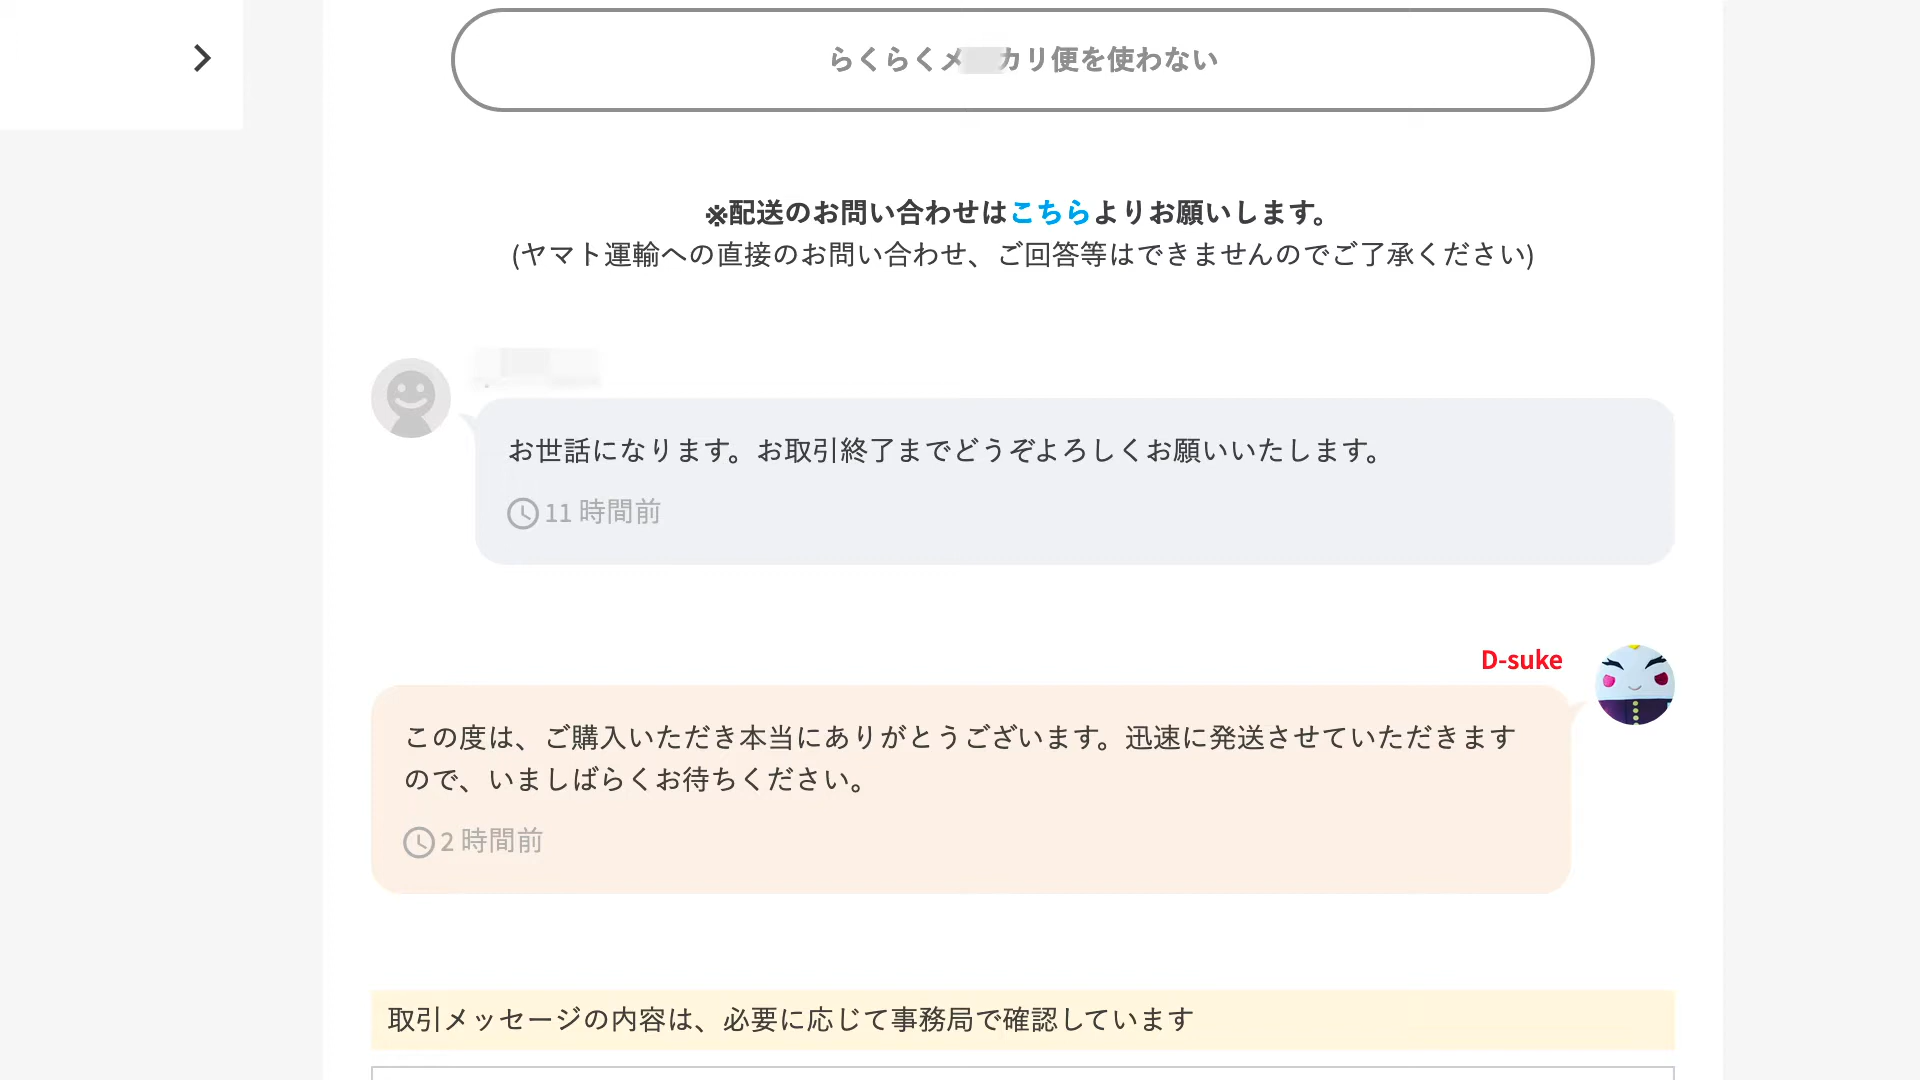 らくらくメ カリ便を使わない
※配送のお問い合わせはこちらよりお願いします。
(ヤマト運輸への直接のお問い合わせ、ご回答等はできませんのでご了承ください)
お世話になります。お取引終了までどうぞよろしくお願いいたします。
11 時間前
D-suke
この度は、ご購入いただき本当にありがとうございます。迅速に発送させていただきます
ので、いましばらくお待ちください。
2 時間前
取引メッセージの内容は、必要に応じて事務局で確認しています